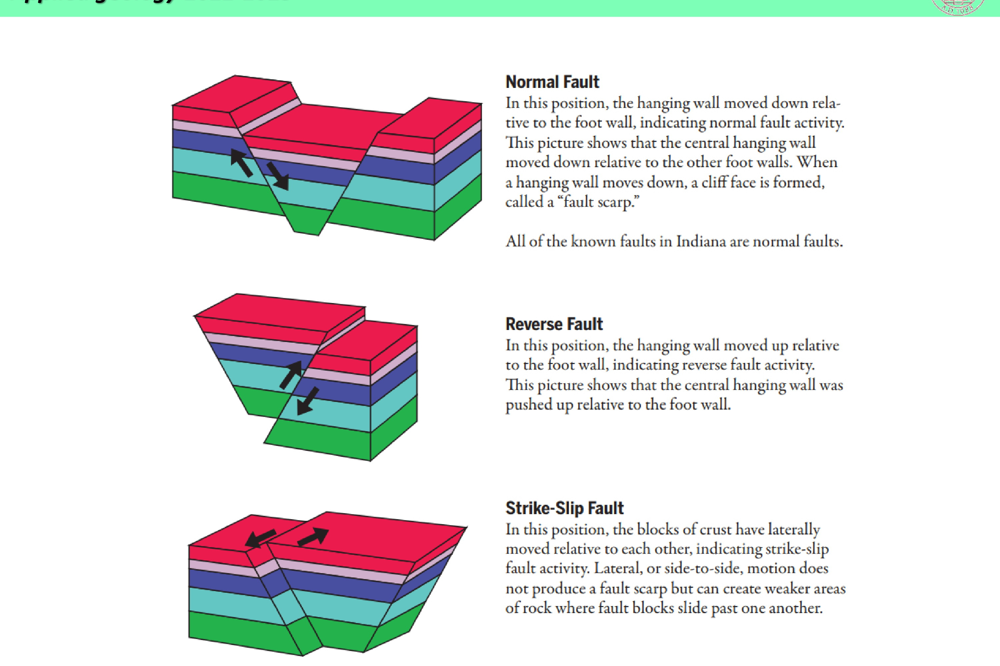 Applied geology 2022-2023
A.D. 1088
Normal Fault
In this position, the hanging wall moved down rela-
tive to the foot wall, indicating normal fault activity.
This picture shows that the central hanging wall
moved down relative to the other foot walls. When
a hanging wall moves down, a cliff face is formed,
called a “fault scarp.”
All of the known faults in Indiana are normal faults.
Reverse Fault
In this position, the hanging wall moved up relative
to the foot wall, indicating reverse fault activity.
This picture shows that the central hanging wall was
pushed up relative to the foot wall.
Strike-Slip Fault
In this position, the blocks of crust have laterally
moved relative to each other, indicating strike-slip
fault activity. Lateral, or side-to-side, motion does
not produce a fault scarp but can create weaker areas
of rock where fault blocks slide past one another.